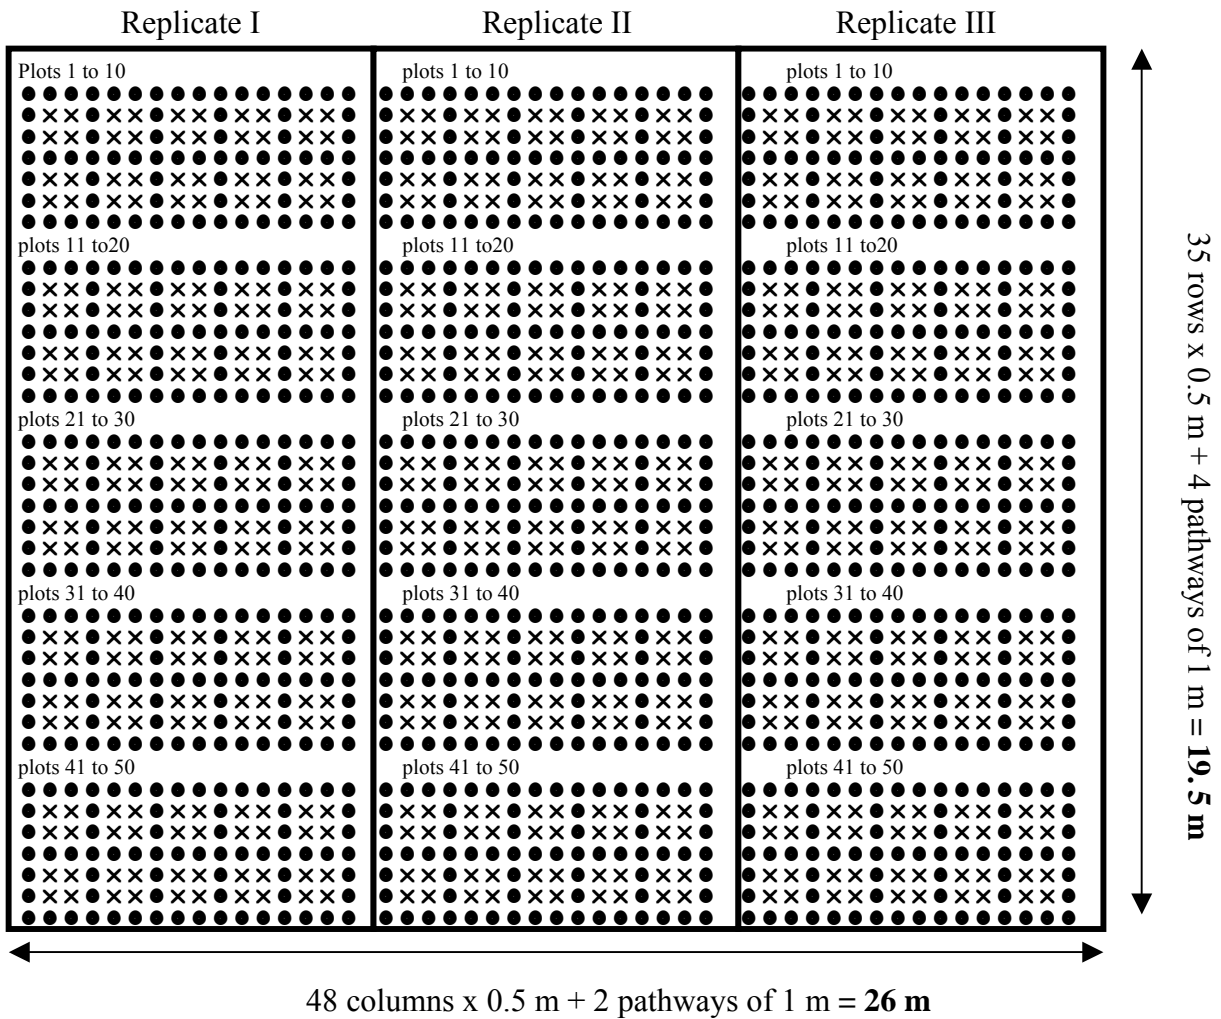 Replicate I
Replicate II
Replicate III
Plots 1 to 10
plots 1 to 10
plots 1 to 10
plots 11 to20
plots 11 to20
plots 11 to20
plots 21 to 30
plots 21 to 30
plots 21 to 30
plots 31 to 40
plots 31 to 40
plots 31 to 40
plots 41 to 50
plots 41 to 50
plots 41 to 50
35 rows x 0.5 m + 4 pathways of 1 m = 19.5 m
48 columns x 0.5 m + 2 pathways of 1 m = 26 m